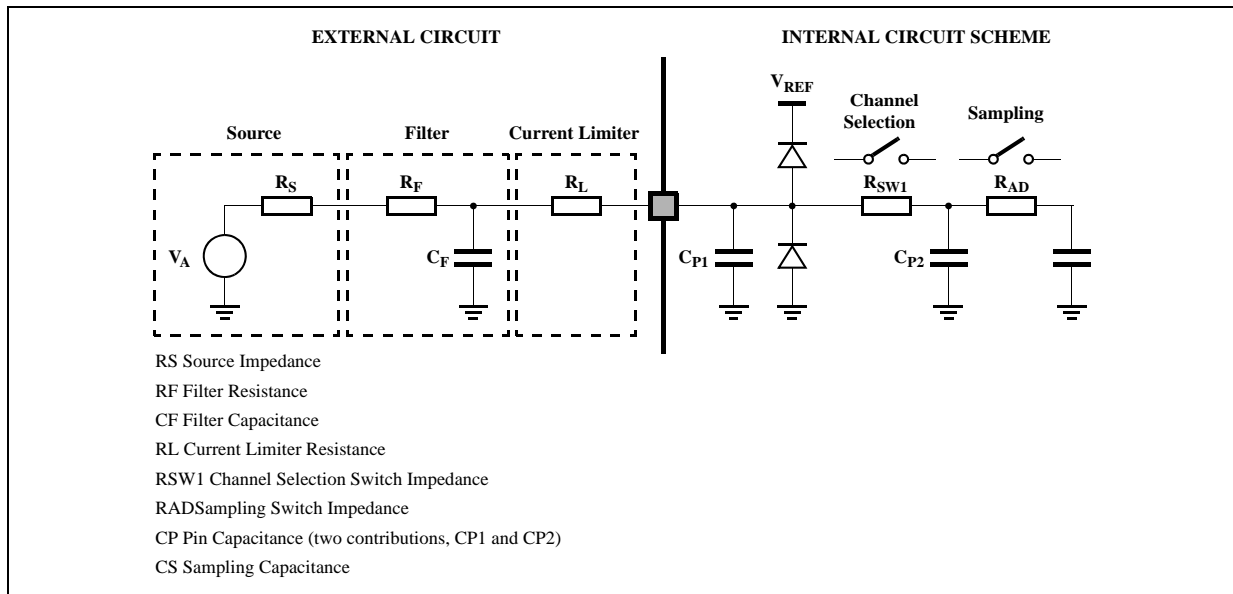 EXTERNAL CIRCUIT
INTERNAL CIRCUIT SCHEME
VREF
Channel
Selection
Sampling
Source
Filter
Current Limiter
RS
RF
RL
RSW1
RAD
VA
CF
CP1
CP2
RS Source Impedance
RF Filter Resistance
CF Filter Capacitance
RL Current Limiter Resistance
RSW1 Channel Selection Switch Impedance
RADSampling Switch Impedance
CP Pin Capacitance (two contributions, CP1 and CP2)
CS Sampling Capacitance